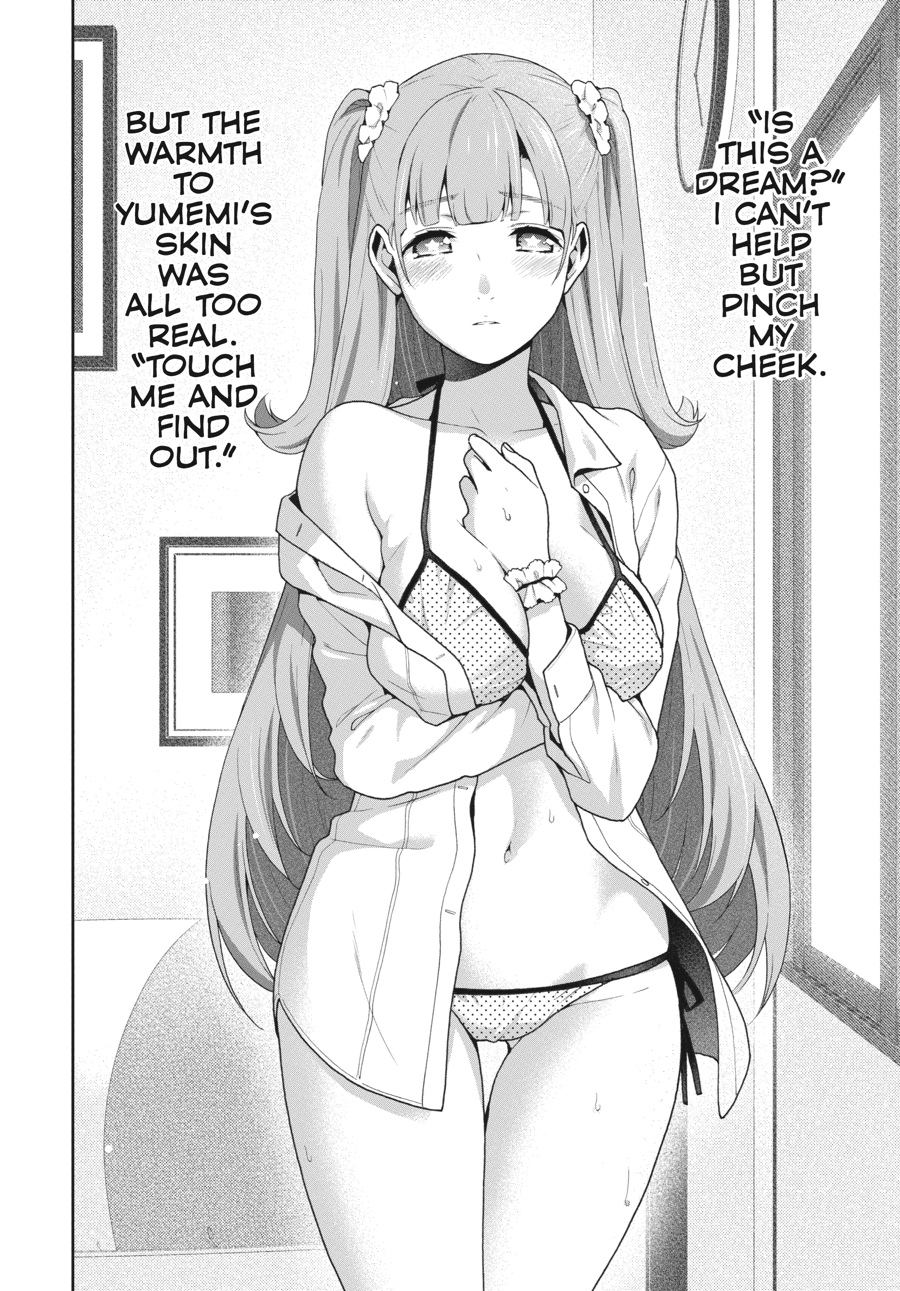 “IS
THIS A
DREAM?”
I CAN'T
HELP
BUT
PINCH
MY
CHEEK.
BUT THE
WARMTH
TO
YUMEMI'S
SKIN
WAS
ALL TOO
REAL.
“TOUCH
ME AND
FIND
OUT.”